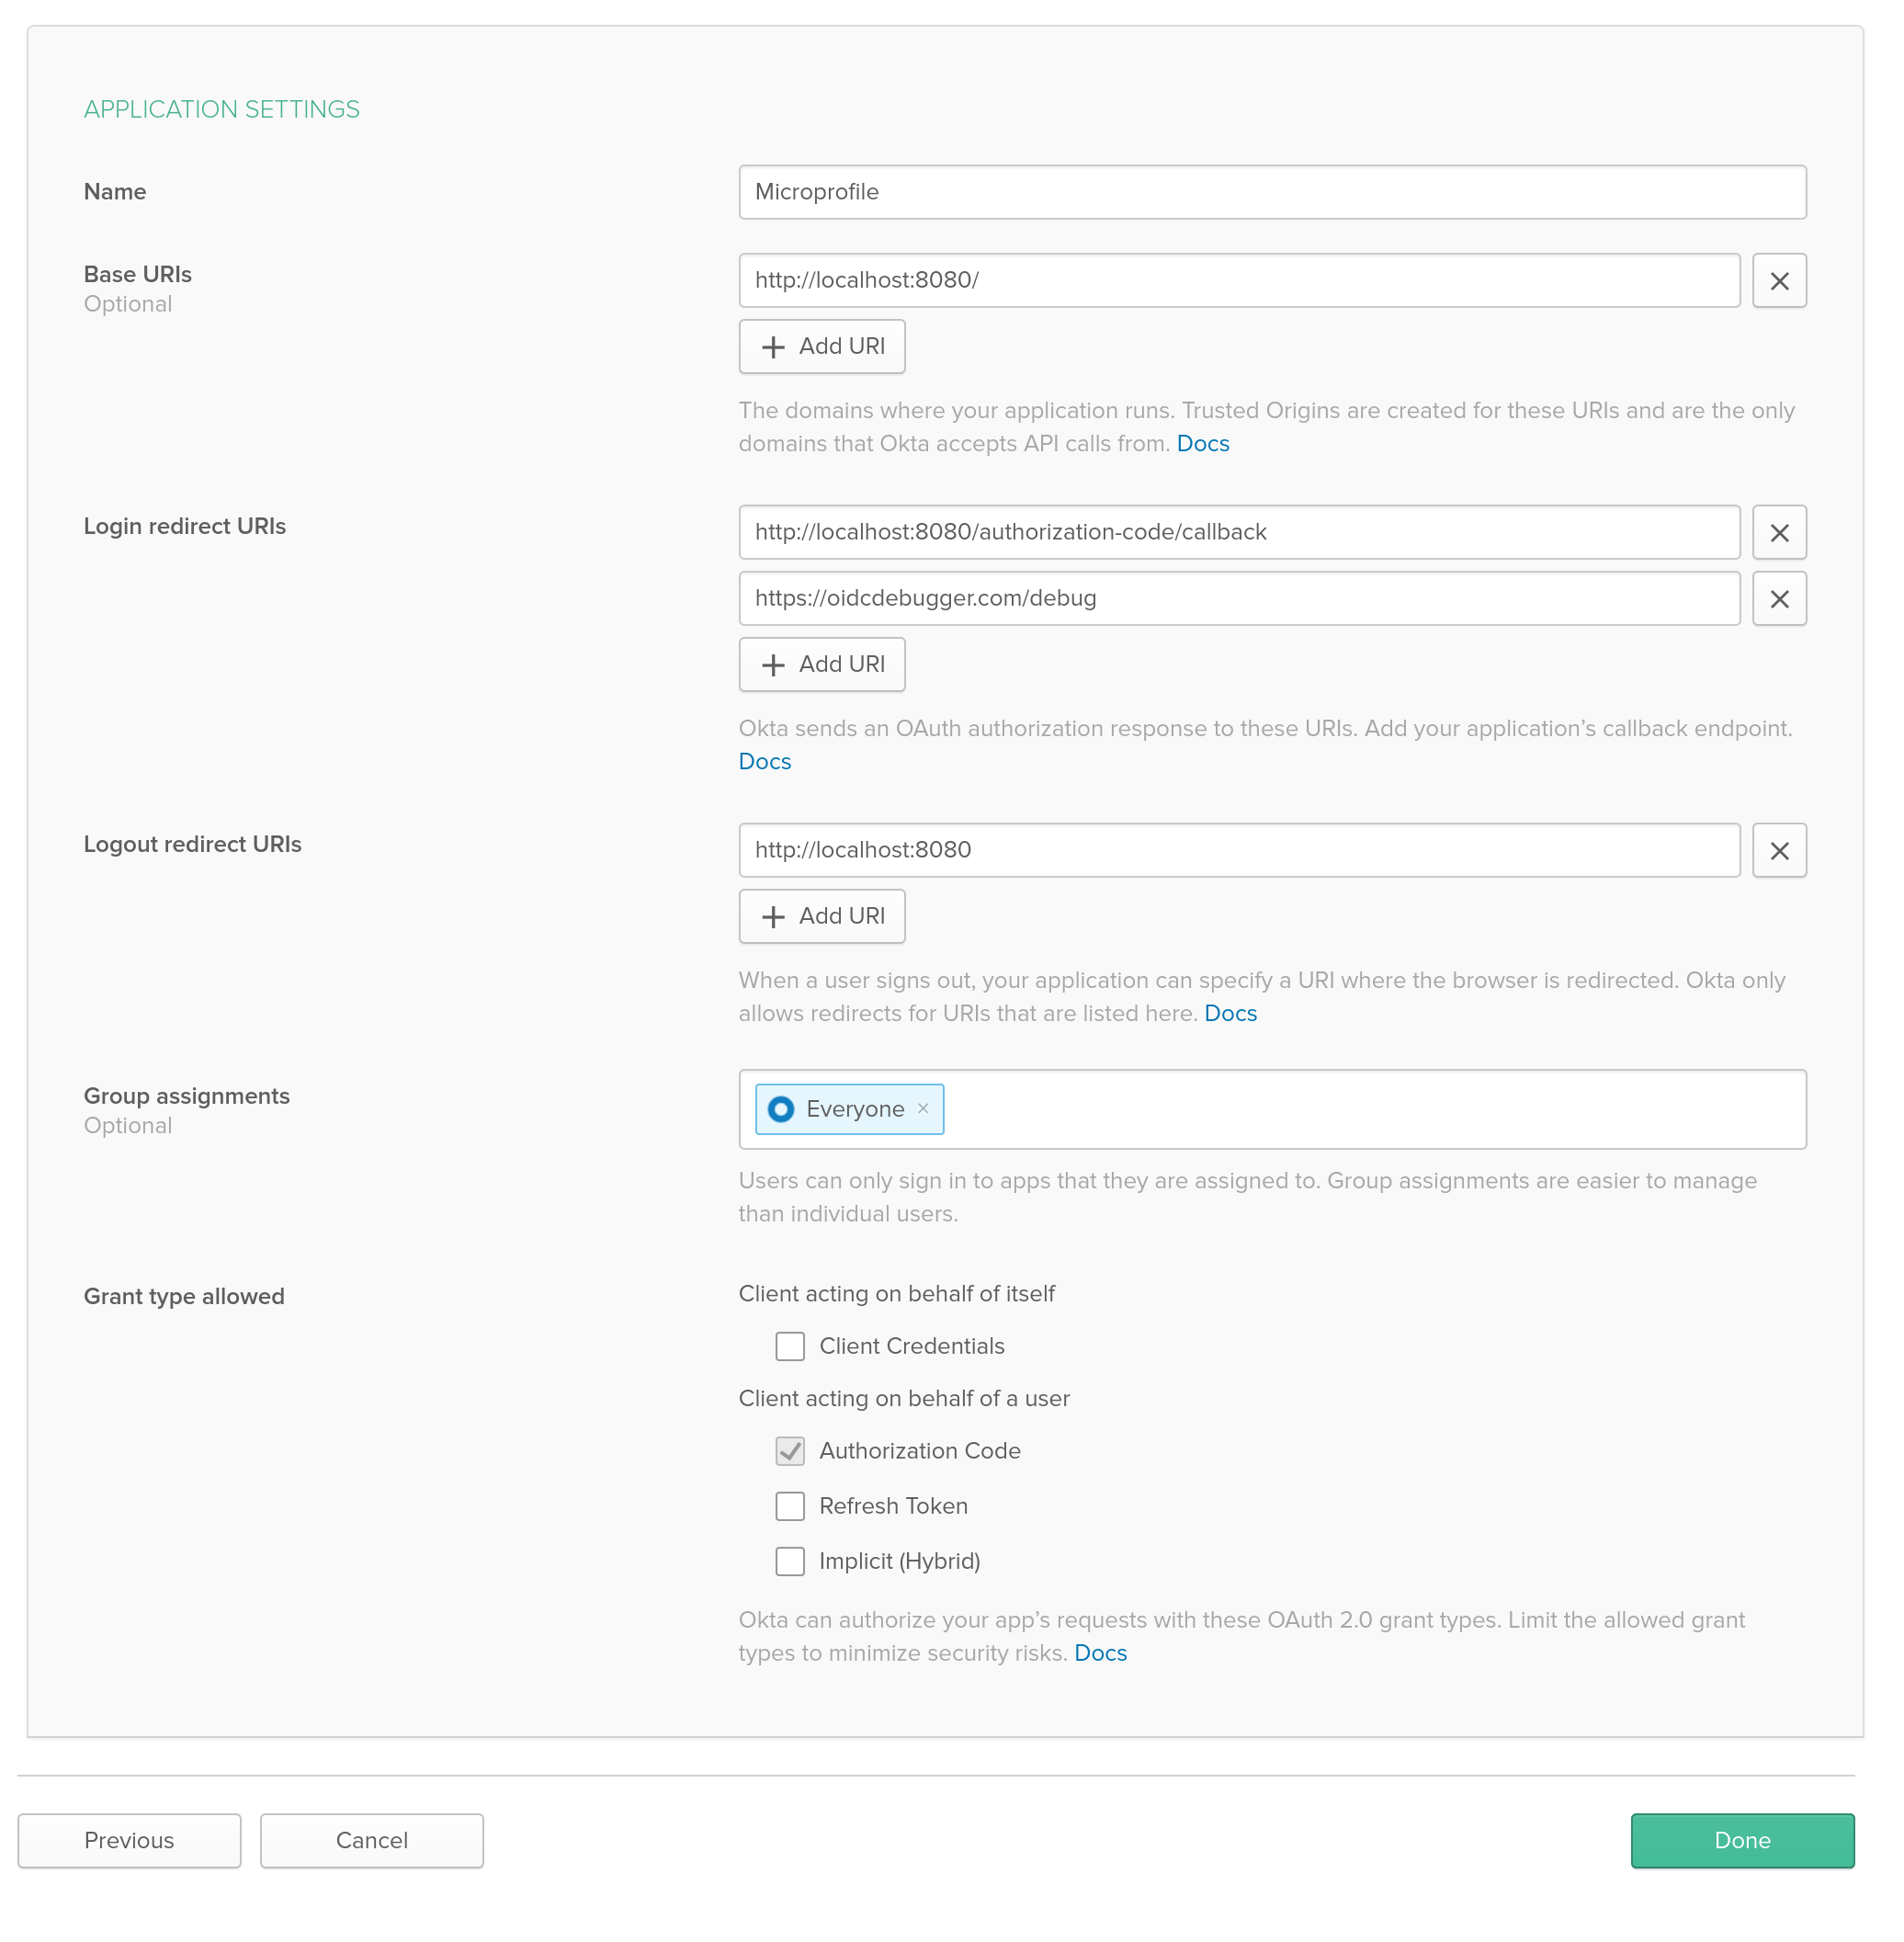 APPLICATION SETTINGS
Name
Microprofile
Base URIs
Optional
http://localhost:8080/
Add URI
The domains where your application runs. Trusted Origins are created for these URIs and are the only
domains that Okta accepts API calls from. Docs
Login redirect URIs
http://localhost:8080/authorization-code/callback
https://oidcdebugger.com/debug
Add URI
Okta sends an OAuth authorization response to these URIs. Add your application’s callback endpoint.
Docs
Logout redirect URIs
http://localhost:8080
Add URI
When a user signs out, your application can specify a URI where the browser is redirected. Okta only
allows redirects for URIs that are listed here. Docs
Group assignments
Optional
Everyone
Users can only sign in to apps that they are assigned to. Group assignments are easier to manage
than individual users.
Grant type allowed
Client acting on behalf of itself
Client Credentials
Client acting on behalf of a user
Authorization Code
Refresh Token
Implicit (Hybrid)
Okta can authorize your app’s requests with these OAuth 2.0 grant types. Limit the allowed grant
types to minimize security risks. Docs
Previous
Cancel
Done